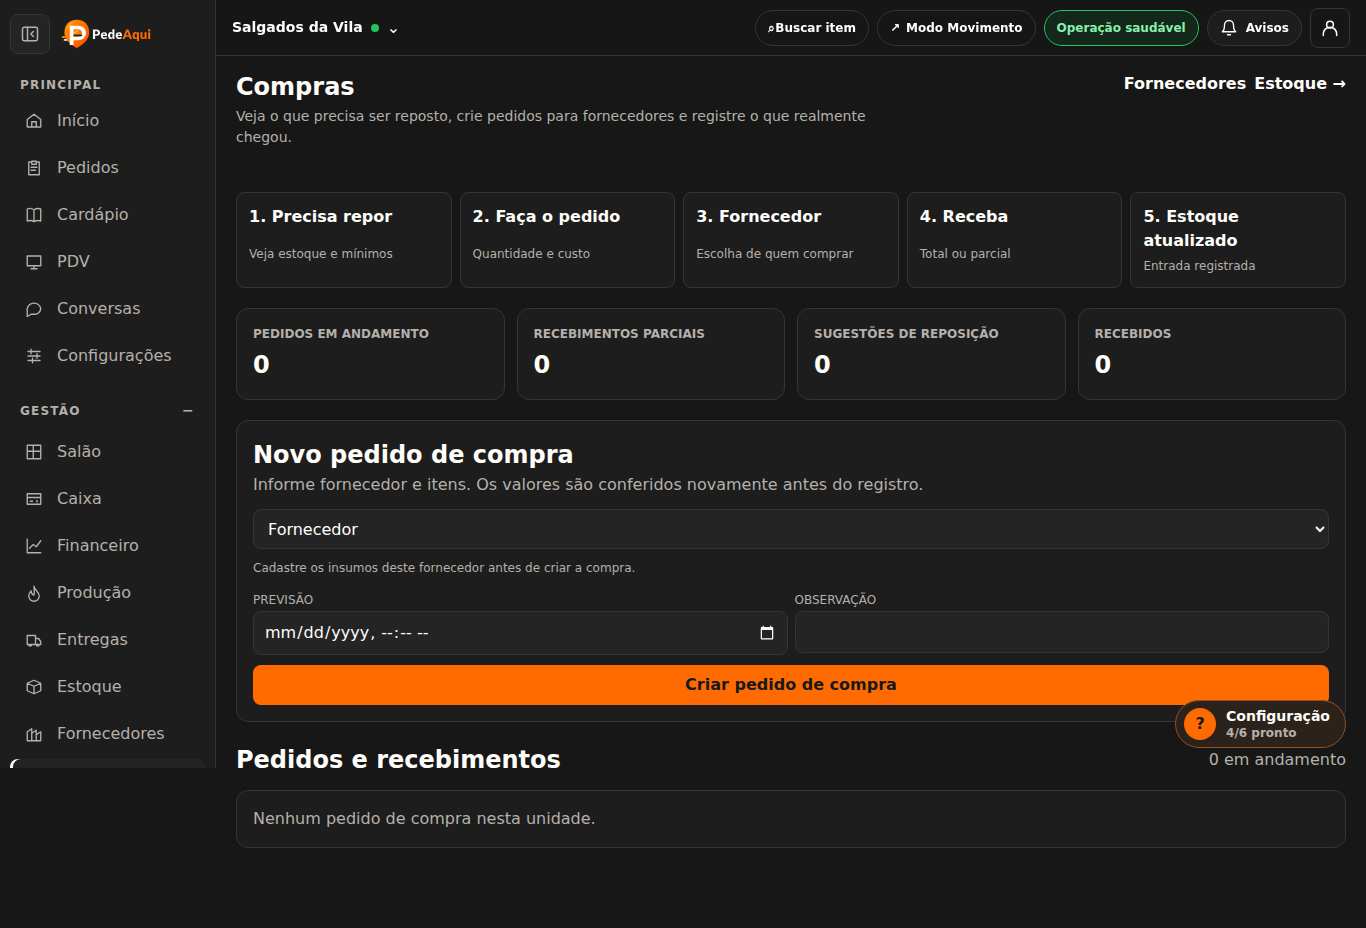 PedeAqui
PRINCIPAL
Início
Pedidos
Cardápio
PDV
Conversas
Configurações
GESTÃO
Salão
Caixa
Financeiro
Produção
Entregas
Estoque
Fornecedores
Salgados da Vila
Buscar item
↗ Modo Movimento
Operação saudável
Avisos
Compras
Fornecedores Estoque →
Veja o que precisa ser reposto, crie pedidos para fornecedores e registre o que realmente
chegou.
1. Precisa repor
Veja estoque e mínimos
2. Faça o pedido
Quantidade e custo
3. Fornecedor
Escolha de quem comprar
4. Receba
Total ou parcial
5. Estoque
atualizado
Entrada registrada
PEDIDOS EM ANDAMENTO
0
RECEBIMENTOS PARCIAIS
0
SUGESTÕES DE REPOSIÇÃO
0
RECEBIDOS
0
Novo pedido de compra
Informe fornecedor e itens. Os valores são conferidos novamente antes do registro.
Fornecedor
Cadastre os insumos deste fornecedor antes de criar a compra.
PREVISÃO
mm/dd/yyyy, --:-- --
OBSERVAÇÃO
Criar pedido de compra
?
Configuração
4/6 pronto
Pedidos e recebimentos
0 em andamento
Nenhum pedido de compra nesta unidade.